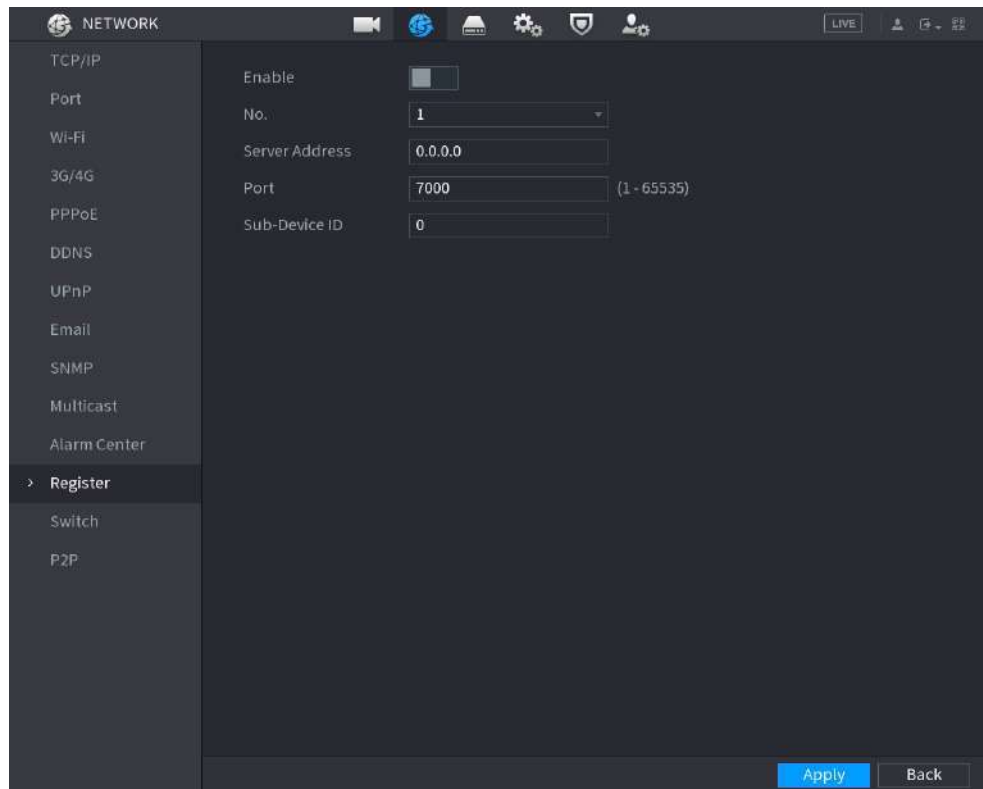 NETWORK
LIVE
TCP/IP
Port
Wi-Fi
3G/4G
PPPoE
DDNS
UPnP
Email
SNMP
Multicast
Alarm Center
Register
Switch
P2P
Enable
No. 1
Server Address 0.0.0.0
Port 7000 (1 - 65535)
Sub-Device ID 0
Apply Back